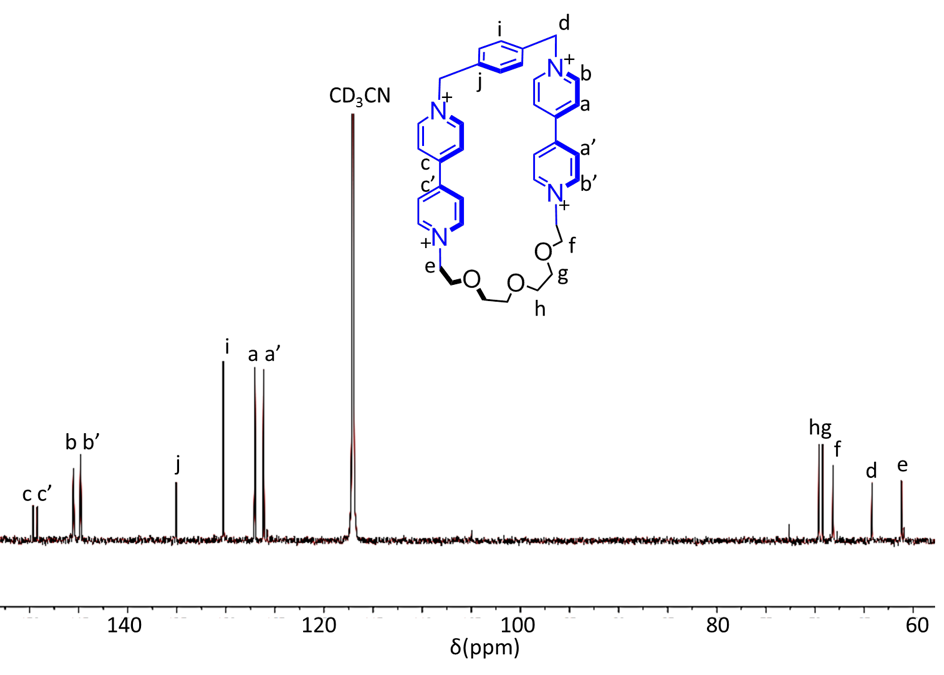 i
d
j
N
+
b
a
CD₃CN
N
+
c
c’
a’
b’
N
+
N
+
e
O
O
O
f
g
h
i
a a’
b b’
j
c c’
hg
f
d
e
140
120
100
80
60
δ(ppm)